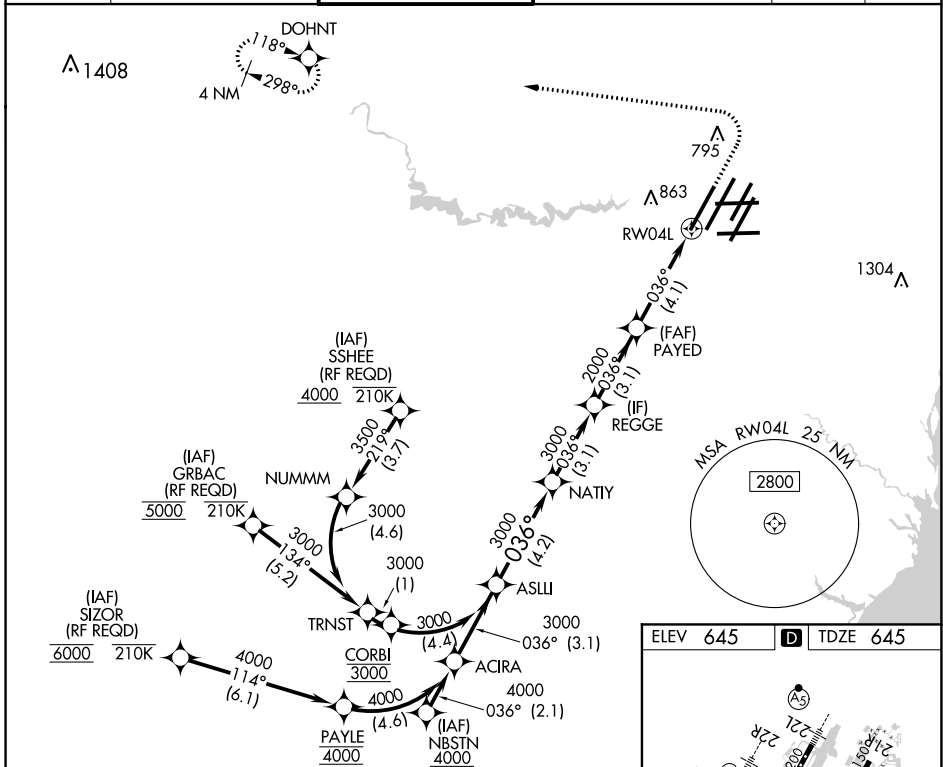 DOHNT
118°
298°
4 NM
1408
795
863
RW04L
1304
036°
(4.1)
(FAF)
PAYED
2000
036°
(3.1)
(IF)
REGGE
3000
036°
(3.1)
NATIY
3000
036°
(4.2)
ASLLI
(IAF)
SSHEE
(RF REQD)
4000 210K
3500
219°
(3.7)
NUMMM
3000
(4.6)
(IAF)
GRBAC
(RF REQD)
5000 210K
3000
134°
(5.2)
3000
(1)
TRNST
CORBI
3000
3000
(4.4)
3000
036° (3.1)
ACIRA
(IAF)
SIZOR
(RF REQD)
6000 210K
4000
114°
(6.1)
PAYLE
4000
4000
(4.6)
4000
036° (2.1)
(IAF)
NBSTN
4000
MSA RW04L 25 NM
2800
ELEV 645 D TDZE 645
A5
22R
22L
21R
200
150